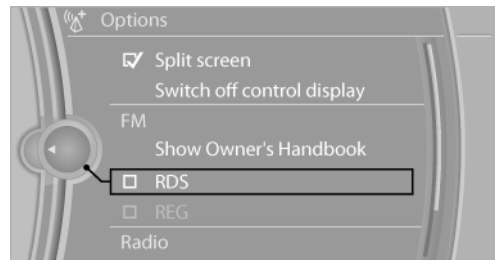 Options
Split screen
Switch off control display
FM
Show Owner's Handbook
RDS
REG
Radio